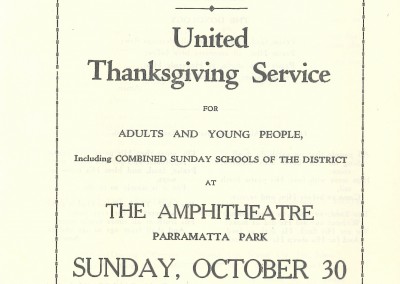 United
Thanksgiving Service
FOR
ADULTS AND YOUNG PEOPLE,
Including COMBINED SUNDAY SCHOOLS OF THE DISTRICT
AT
THE AMPHITHEATRE
PARRAMATTA PARK
SUNDAY, OCTOBER 30